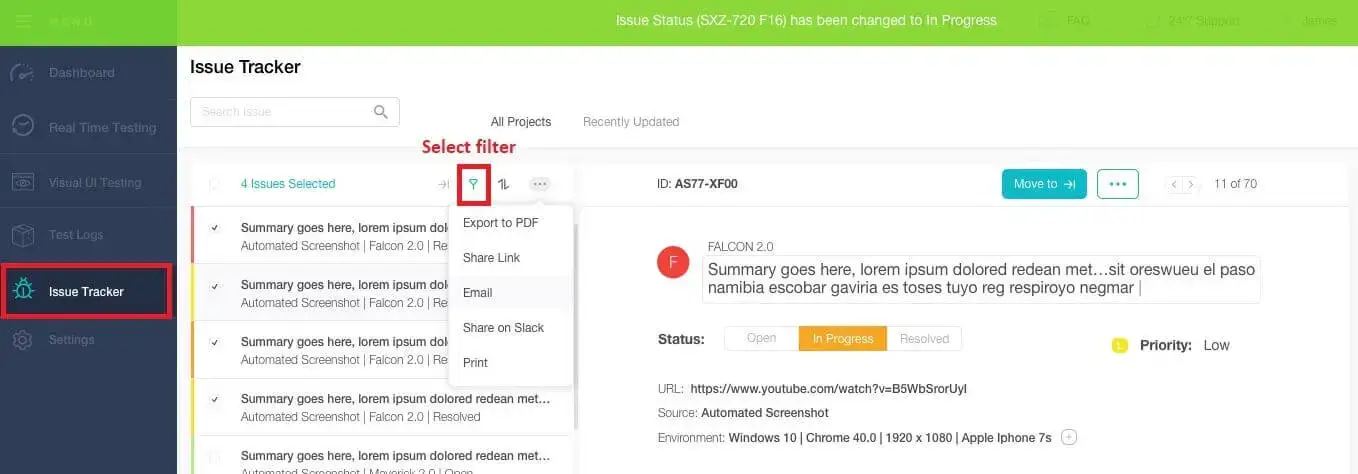 MENU
Issue Status (SXZ-720 F16) has been changed to In Progress
FAQ
24*7 Support
James
Dashboard
Real Time Testing
Visual UI Testing
Test Logs
Issue Tracker
Settings
Issue Tracker
Search issue
All Projects
Recently Updated
Select filter
4 Issues Selected
Export to PDF
Share Link
Email
Share on Slack
Print
Summary goes here, lorem ipsum dolo
Automated Screenshot | Falcon 2.0 | Res
Summary goes here, lorem ipsum dolo
Automated Screenshot | Falcon 2.0 | Re
Summary goes here, lorem ipsum dolo
Automated Screenshot | Falcon 2.0 | Re
Summary goes here, lorem ipsum dolored redean met…
Automated Screenshot | Falcon 2.0 | Resolved
Summary goes here, lorem ipsum dolored redean met…
Automated Screenshot | Maverick 2.0 | Open
ID: AS77-XF00
Move to
11 of 70
F
FALCON 2.0
Summary goes here, lorem ipsum dolored redean met…sit oreswueu el paso
namibia escobar gaviria es toses tuyo reg respiroyo negmar
Status: Open In Progress Resolved
L Priority: Low
URL: https://www.youtube.com/watch?v=B5WbSrorUyI
Source: Automated Screenshot
Environment: Windows 10 | Chrome 40.0 | 1920 x 1080 | Apple Iphone 7s